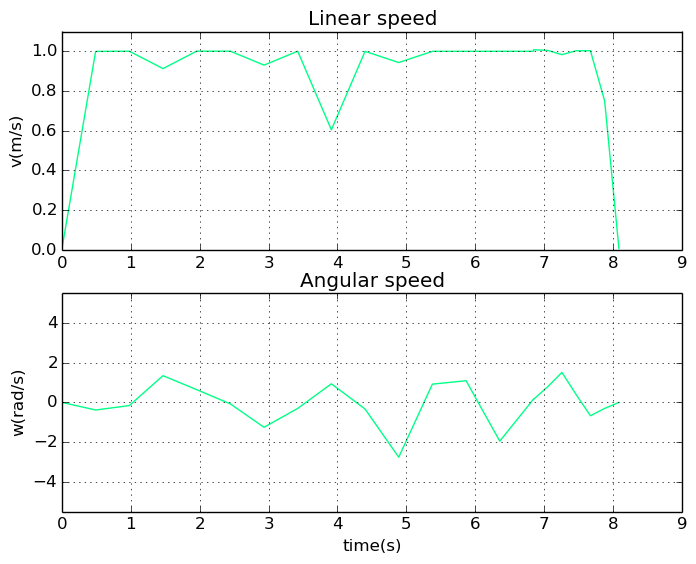 Linear speed
1.0
0.8
0.6
0.4
0.2
0.0
v(m/s)
0 1 2 3 4 5 6 7 8 9
Angular speed
4
2
0
−2
−4
w(rad/s)
0 1 2 3 4 5 6 7 8 9
time(s)